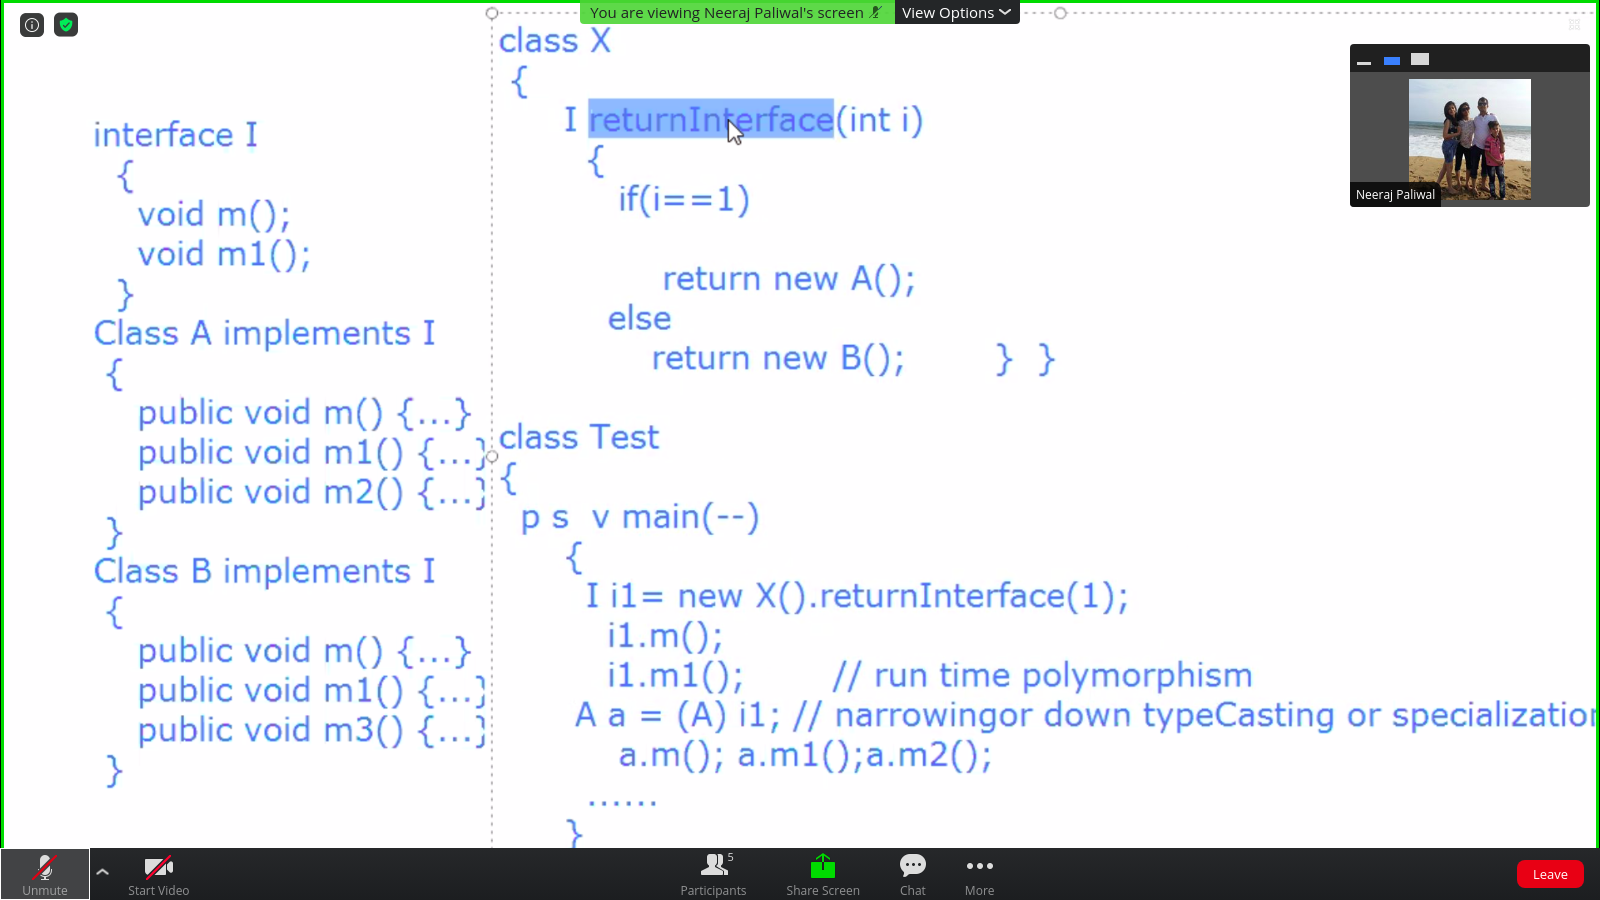 You are viewing Neeraj Paliwal's screen
View Options
interface I
{
void m();
void m1();
}
Class A implements I
{
public void m() {...}
public void m1() {...}
public void m2() {...}
}
Class B implements I
{
public void m() {...}
public void m1() {...}
public void m3() {...}
}
class X
{
I returnInterface(int i)
{
if(i==1)
return new A();
else
return new B(); } }
class Test
{
p s v main(--)
{
I i1= new X().returnInterface(1);
i1.m();
i1.m1(); // run time polymorphism
A a = (A) i1; // narrowingor down typeCasting or specialization
a.m(); a.m1();a.m2();
......
}
Neeraj Paliwal
Unmute
Start Video
Participants
5
Share Screen
Chat
More
Leave